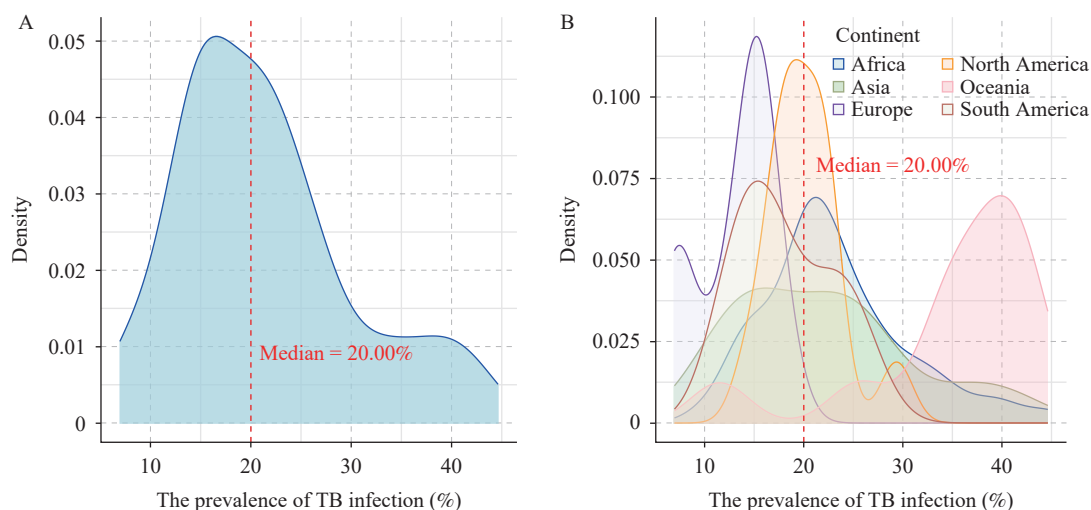 A
0.05
0.04
0.03
0.02
0.01
0
Density
Median = 20.00%
10
20
30
40
The prevalence of TB infection (%)
B
Continent
Africa
North America
Asia
Oceania
Europe
South America
0.100
0.075
0.050
0.025
0
Density
Median = 20.00%
10
20
30
40
The prevalence of TB infection (%)